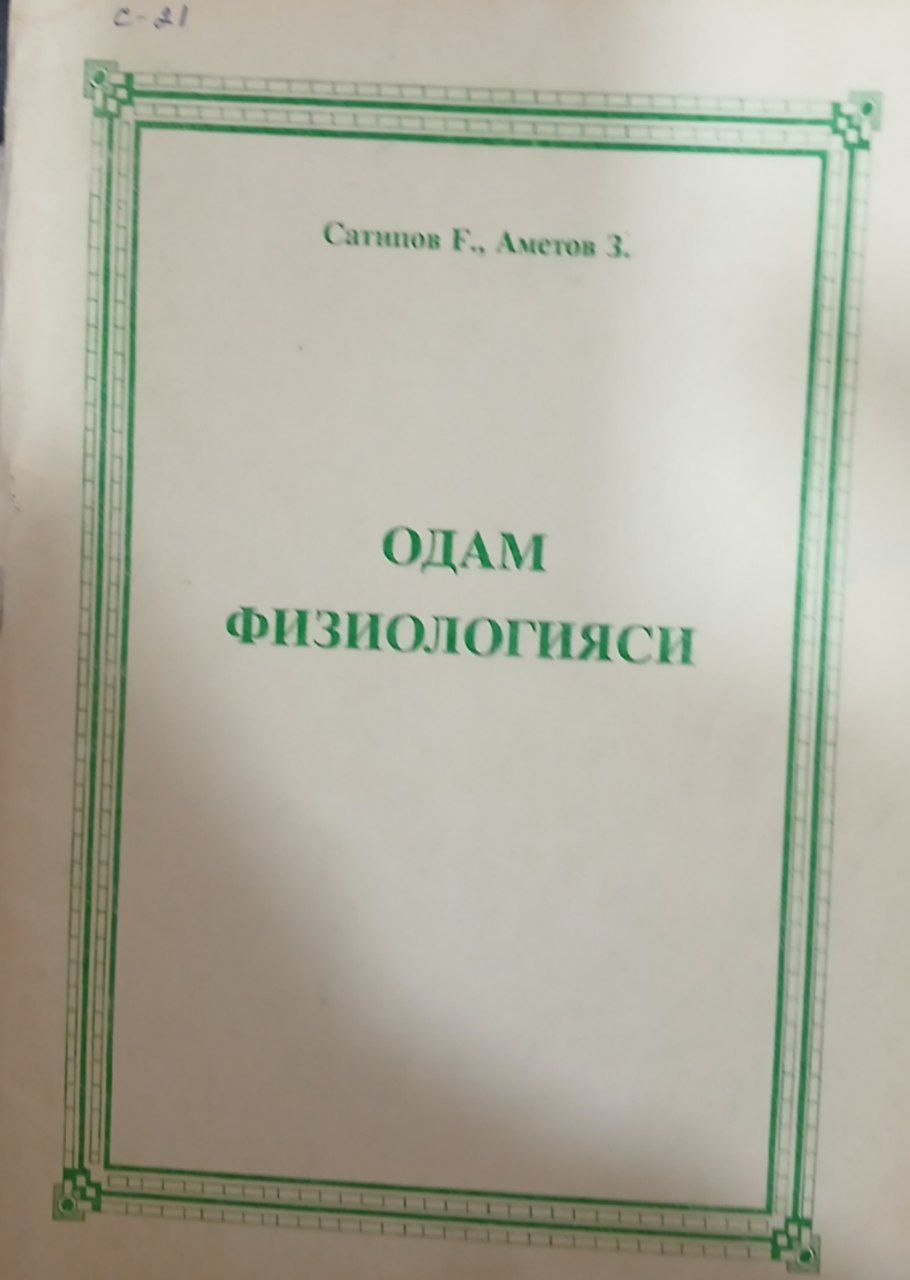 с-21
Сатипов Ғ., Аметов З.
ОДАМ
ФИЗИОЛОГИЯСИ